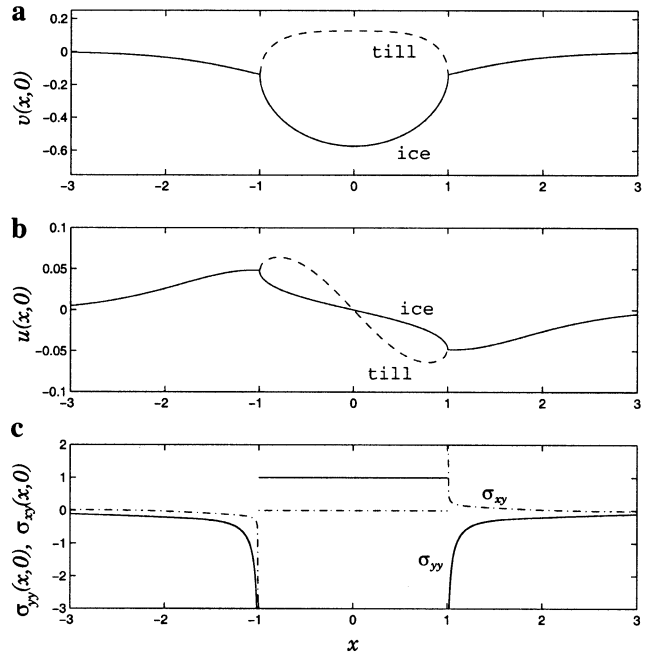 a
0.2
0
−0.2
−0.4
−0.6
v(x,0)
till
ice
−3 −2 −1 0 1 2 3
b
0.1
0.05
0
−0.05
−0.1
u(x,0)
ice
till
−3 −2 −1 0 1 2 3
c
2
1
0
−1
−2
−3
σyy(x,0), σxy(x,0)
σxy
σyy
−3 −2 −1 0 1 2 3
x